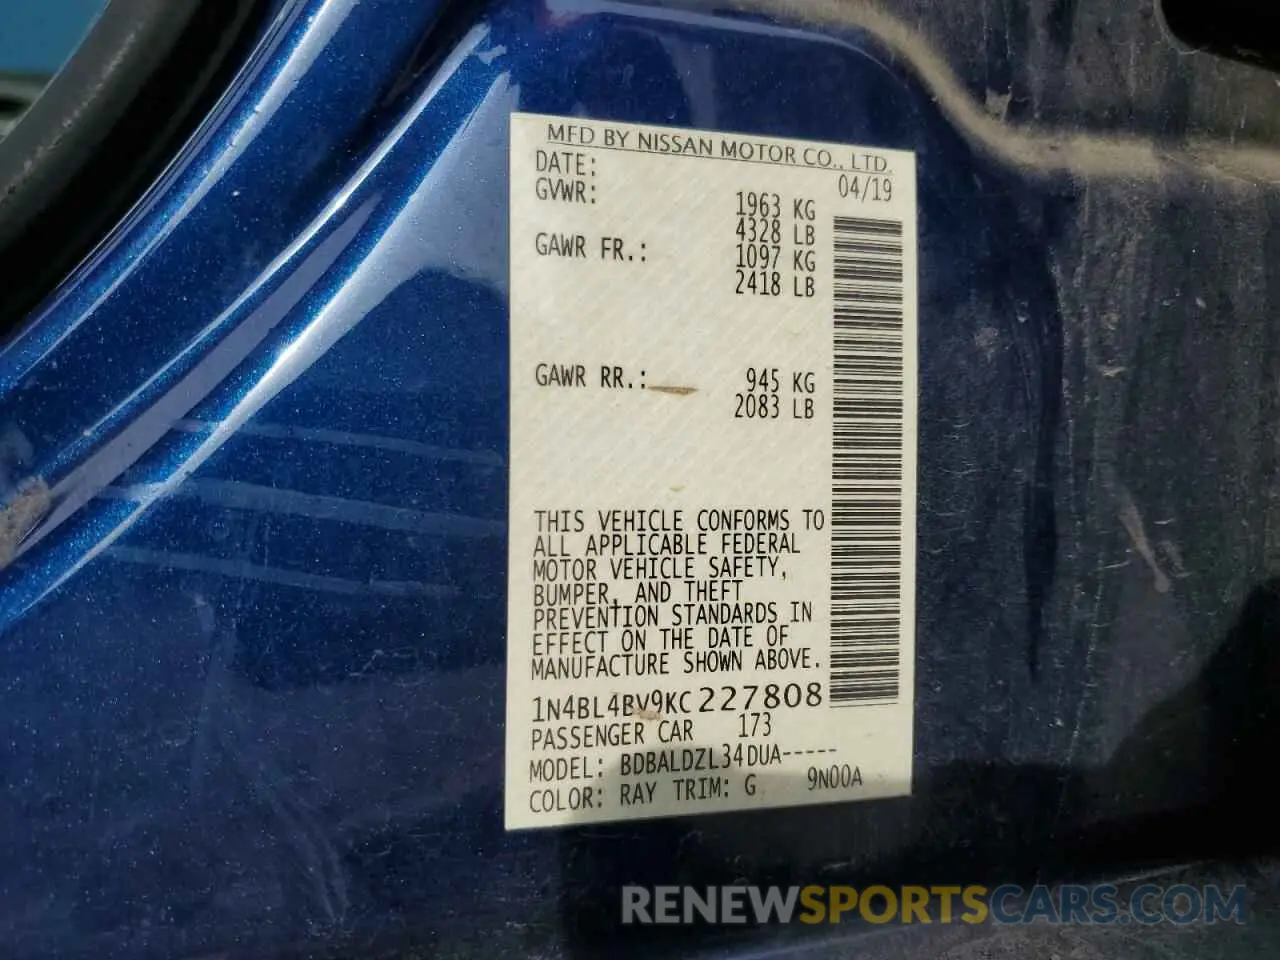 MFD BY NISSAN MOTOR CO., LTD.
DATE: 04/19
GVWR: 1963 KG
4328 LB
GAWR FR.: 1097 KG
2418 LB
GAWR RR.: 945 KG
2083 LB
THIS VEHICLE CONFORMS TO
ALL APPLICABLE FEDERAL
MOTOR VEHICLE SAFETY,
BUMPER, AND THEFT
PREVENTION STANDARDS IN
EFFECT ON THE DATE OF
MANUFACTURE SHOWN ABOVE.
1N4BL4BV9KC227808
PASSENGER CAR 173
MODEL: BDBALDZL34DUA-----
COLOR: RAY TRIM: G 9N00A
RENEWSPORTSCARS.COM